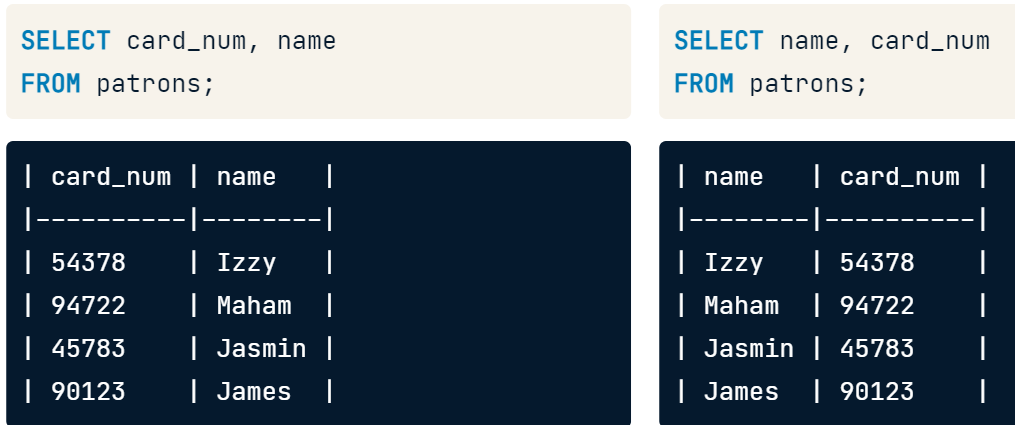 SELECT card_num, name
FROM patrons;
| card_num | name   |
|----------|--------|
| 54378    | Izzy   |
| 94722    | Maham  |
| 45783    | Jasmin |
| 90123    | James  |
SELECT name, card_num
FROM patrons;
| name   | card_num |
|--------|----------|
| Izzy   | 54378    |
| Maham  | 94722    |
| Jasmin | 45783    |
| James  | 90123    |